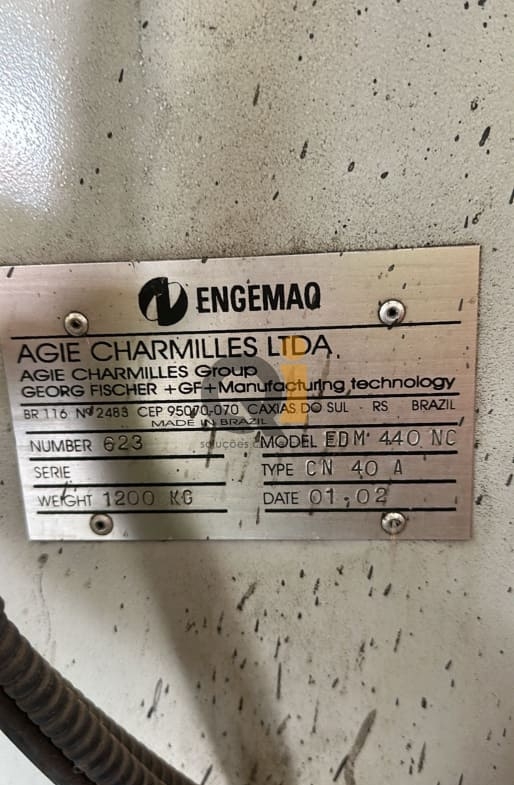 ENGEMAQ
AGIE CHARMILLES LTDA.
AGIE CHARMILLES Group
GEORG FISCHER +GF+Manufacturing technology
BR 116 Nº 2483 CEP 95070-070 CAXIAS DO SUL - RS BRAZIL
MADE IN BRAZIL
NUMBER 623 MODEL EDM 440 NC
SERIE TYPE CN 40 A
WEIGHT 1200 KG DATE 01.02